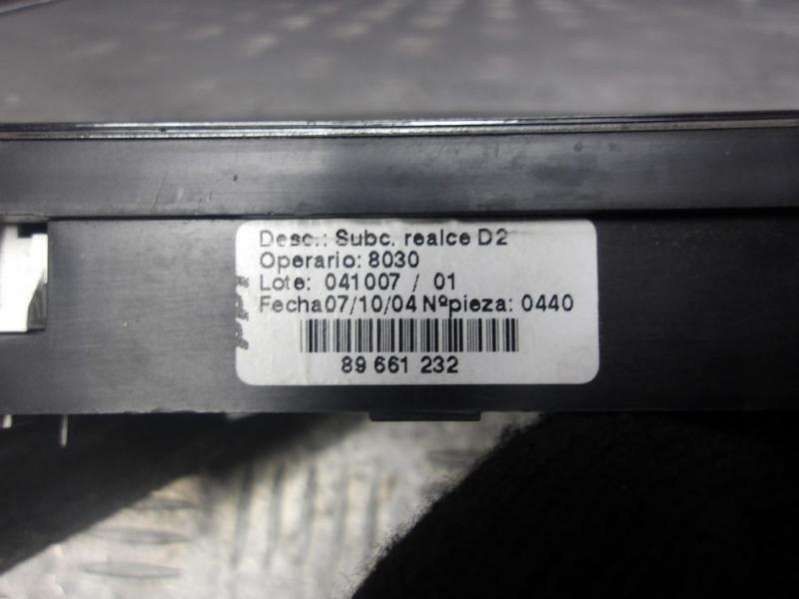 Desc.: Subc. realce D2
Operario: 8030
Lote: 041007 / 01
Fecha07/10/04 Nºpieza: 0440
89 661 232